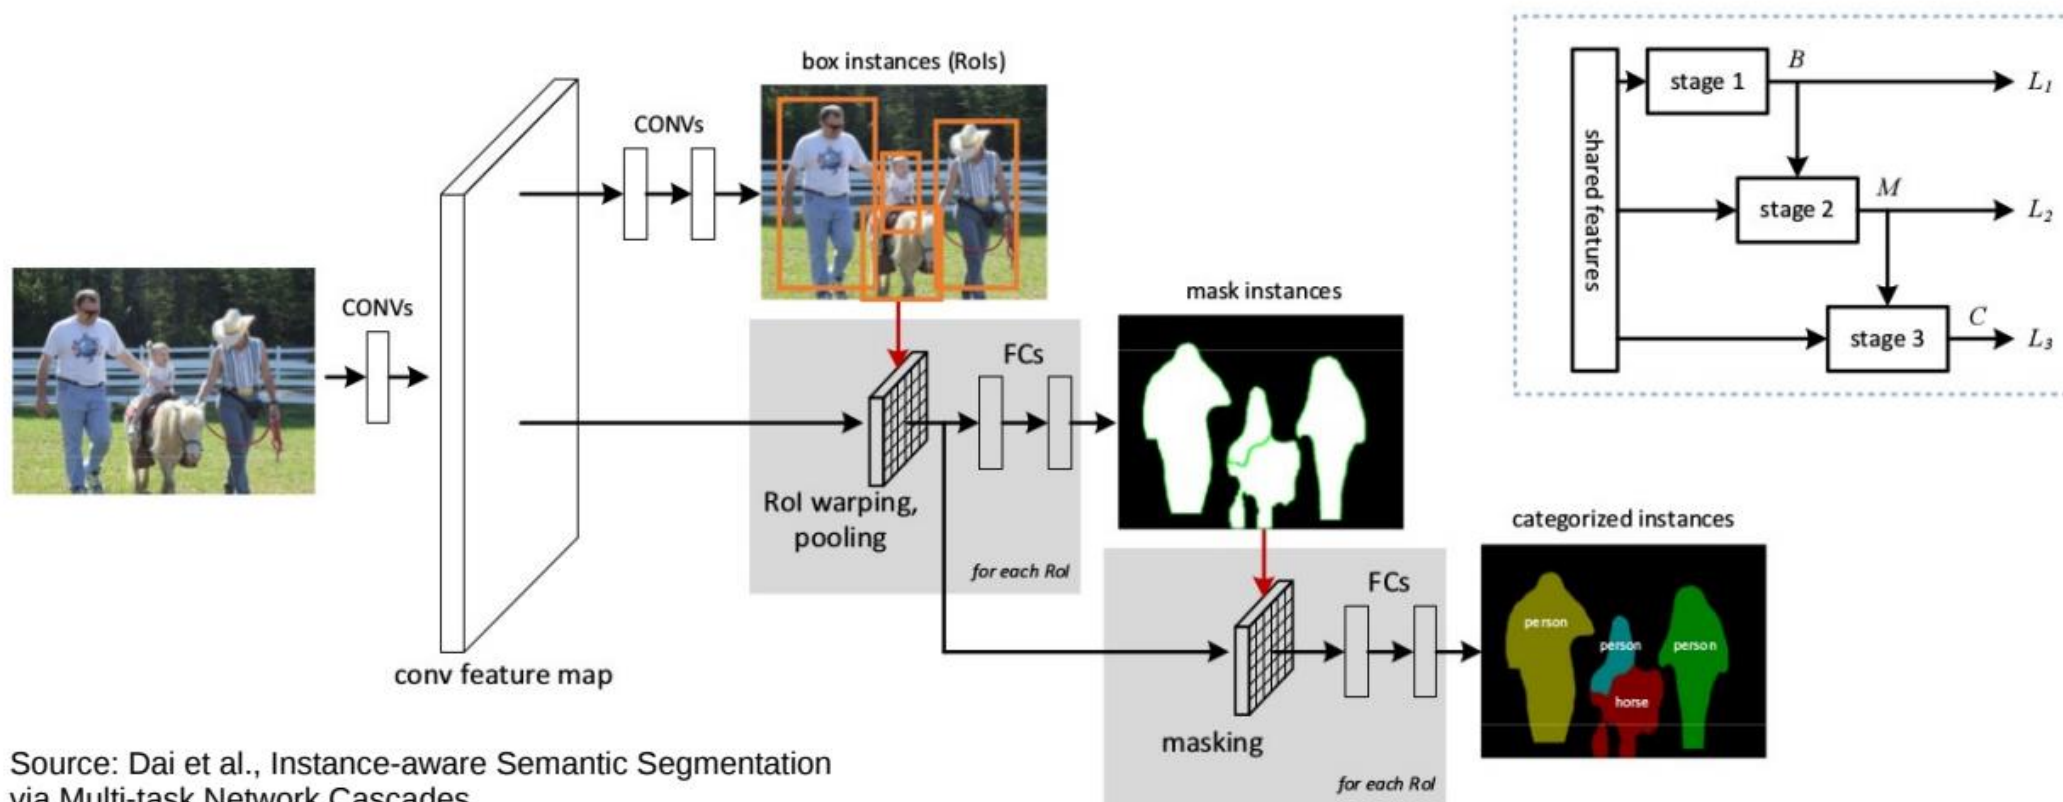 box instances (RoIs)
CONVs
CONVs
conv feature map
FCs
RoI warping,
pooling
for each RoI
mask instances
FCs
masking
for each RoI
categorized instances
person
person
person
horse
shared features
stage 1
B
L1
stage 2
M
L2
stage 3
C
L3
Source: Dai et al., Instance-aware Semantic Segmentation
via Multi-task Network Cascades